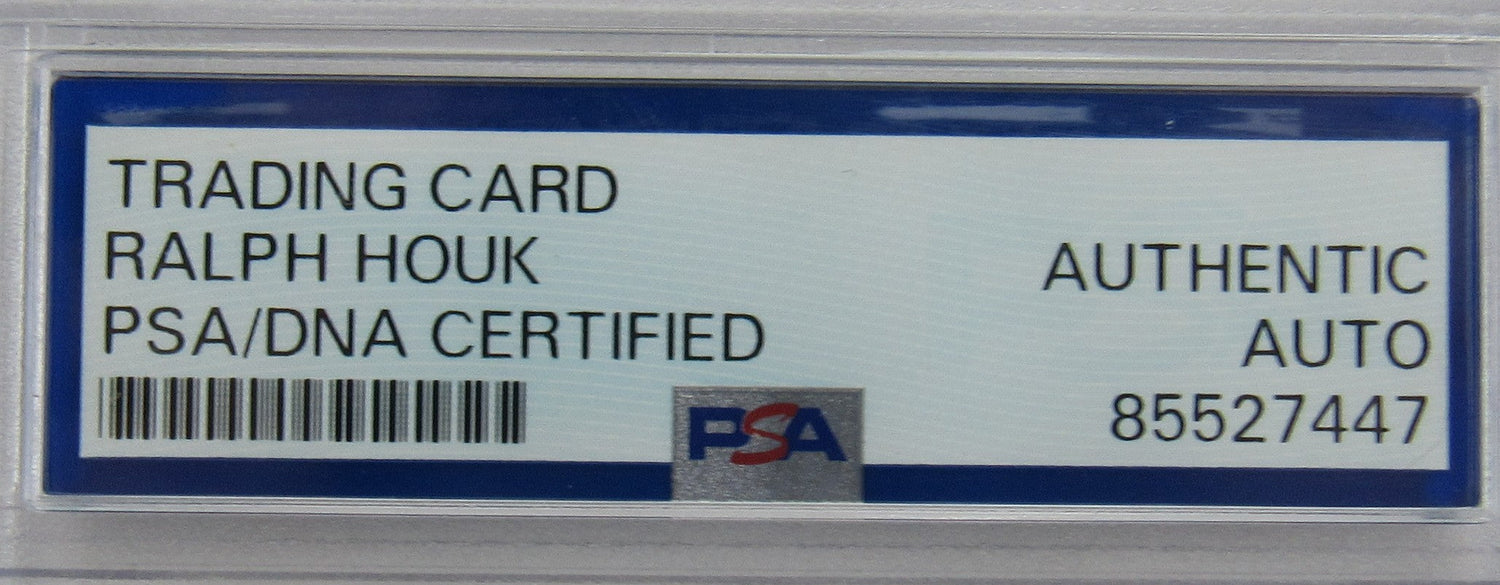 TRADING CARD
RALPH HOUK
PSA/DNA CERTIFIED
AUTHENTIC
AUTO
85527447
PSA